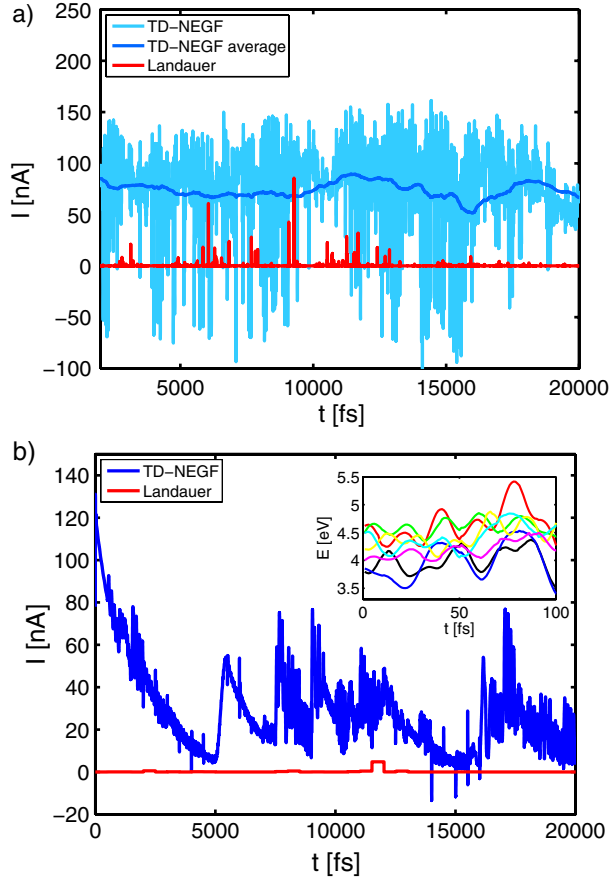 a)
250
200
150
100
50
0
−50
−100
I [nA]
TD−NEGF
TD−NEGF average
Landauer
5000 10000 15000 20000
t [fs]
b)
140
120
100
80
60
40
20
0
−20
I [nA]
TD−NEGF
Landauer
5.5
4.5
3.5
E [eV]
0 50 100
t [fs]
0 5000 10000 15000 20000
t [fs]